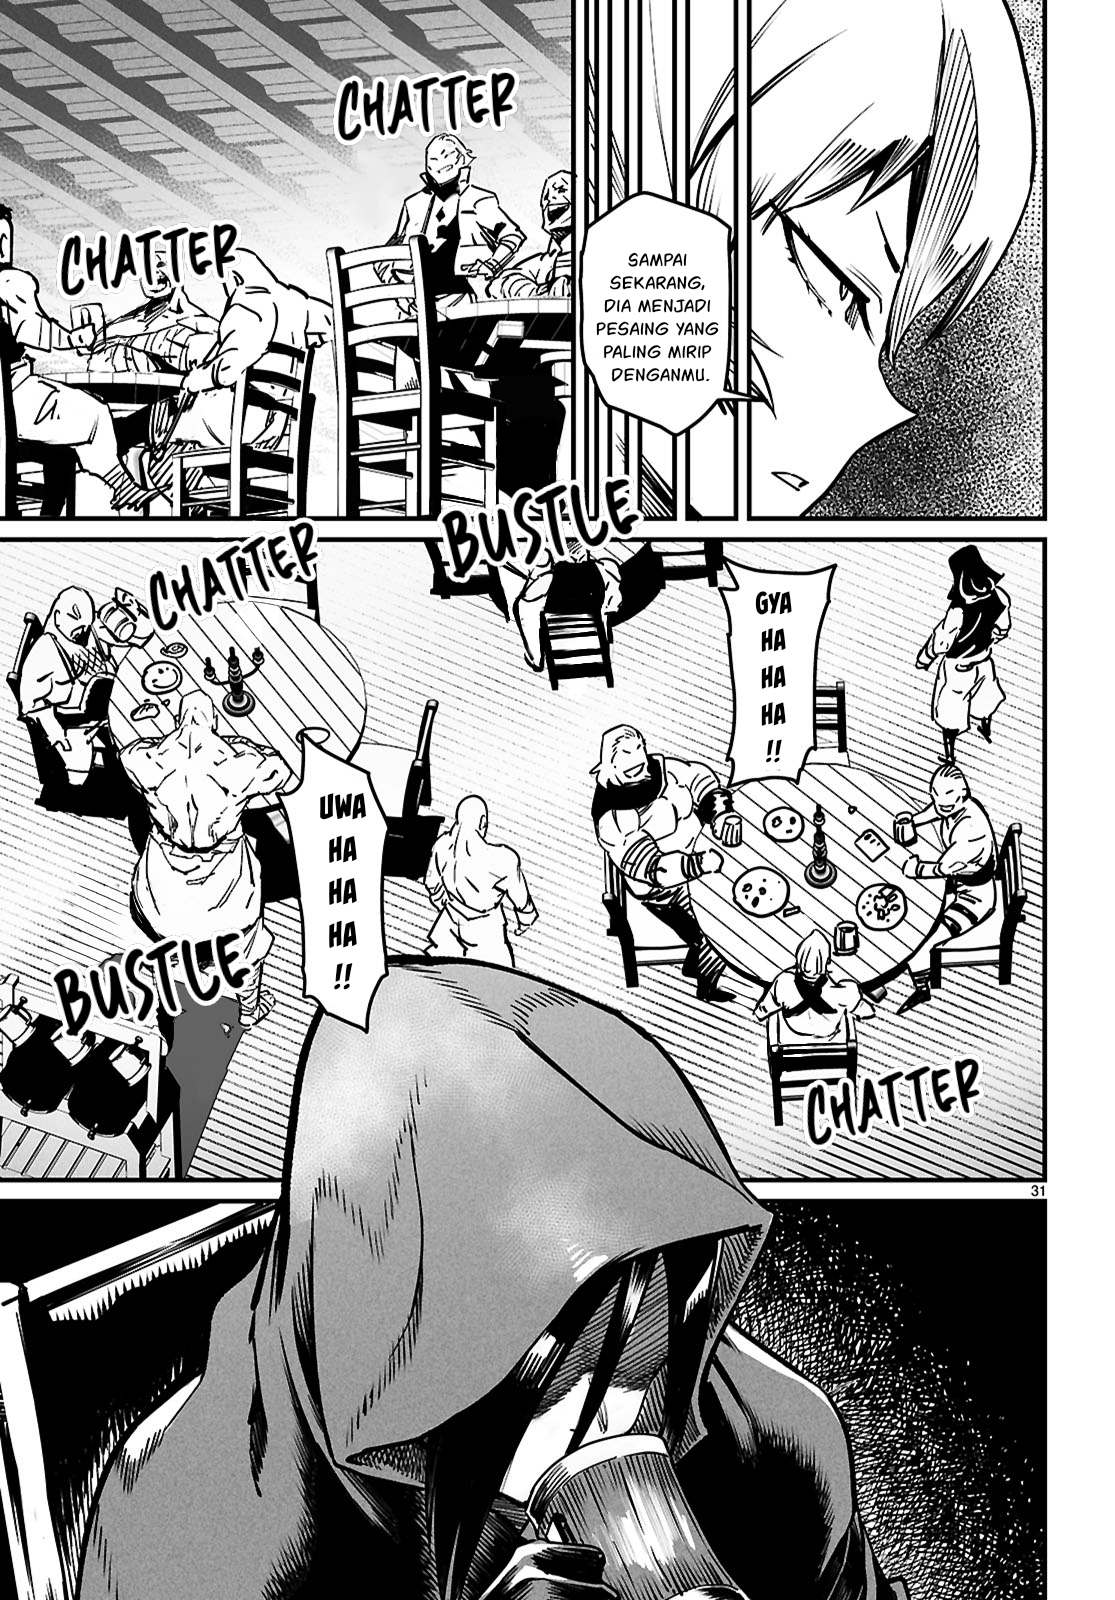 SAMPAI
SEKARANG,
DIA MENJADI
PESAING YANG
PALING MIRIP
DENGANMU.
CHATTER
CHATTER
BUSTLE
CHATTER
GYA
HA
HA
HA
!!
UWA
HA
HA
HA
!!
BUSTLE
CHATTER
31